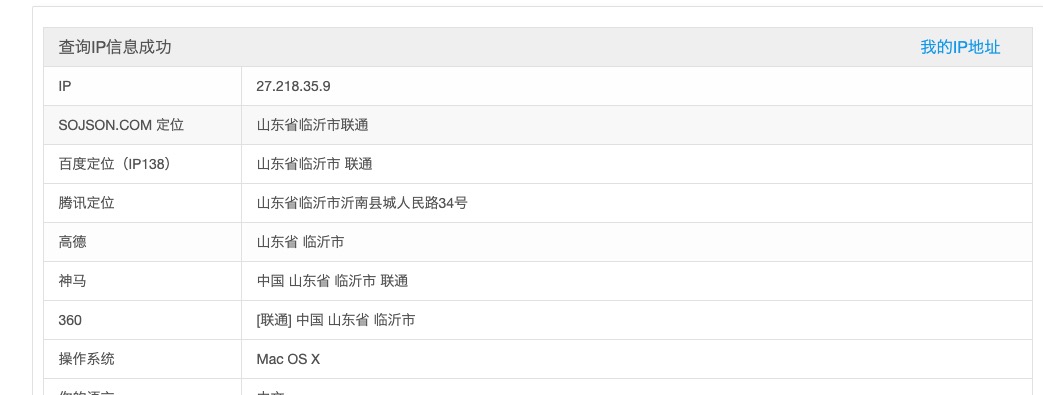 查询IP信息成功 我的IP地址
IP 27.218.35.9
SOJSON.COM 定位 山东省临沂市联通
百度定位（IP138） 山东省临沂市 联通
腾讯定位 山东省临沂市沂南县城人民路34号
高德 山东省 临沂市
神马 中国 山东省 临沂市 联通
360 [联通] 中国 山东省 临沂市
操作系统 Mac OS X